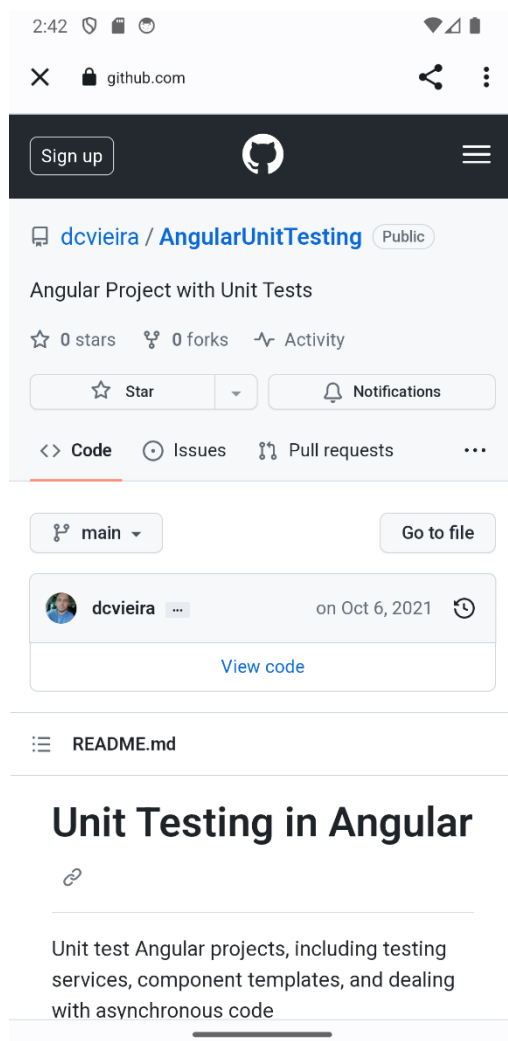 2:42
github.com
Sign up
dcvieira / AngularUnitTesting Public
Angular Project with Unit Tests
0 stars 0 forks Activity
Star Notifications
<> Code Issues Pull requests ...
main Go to file
dcvieira ... on Oct 6, 2021
View code
README.md
Unit Testing in Angular
Unit test Angular projects, including testing
services, component templates, and dealing
with asynchronous code